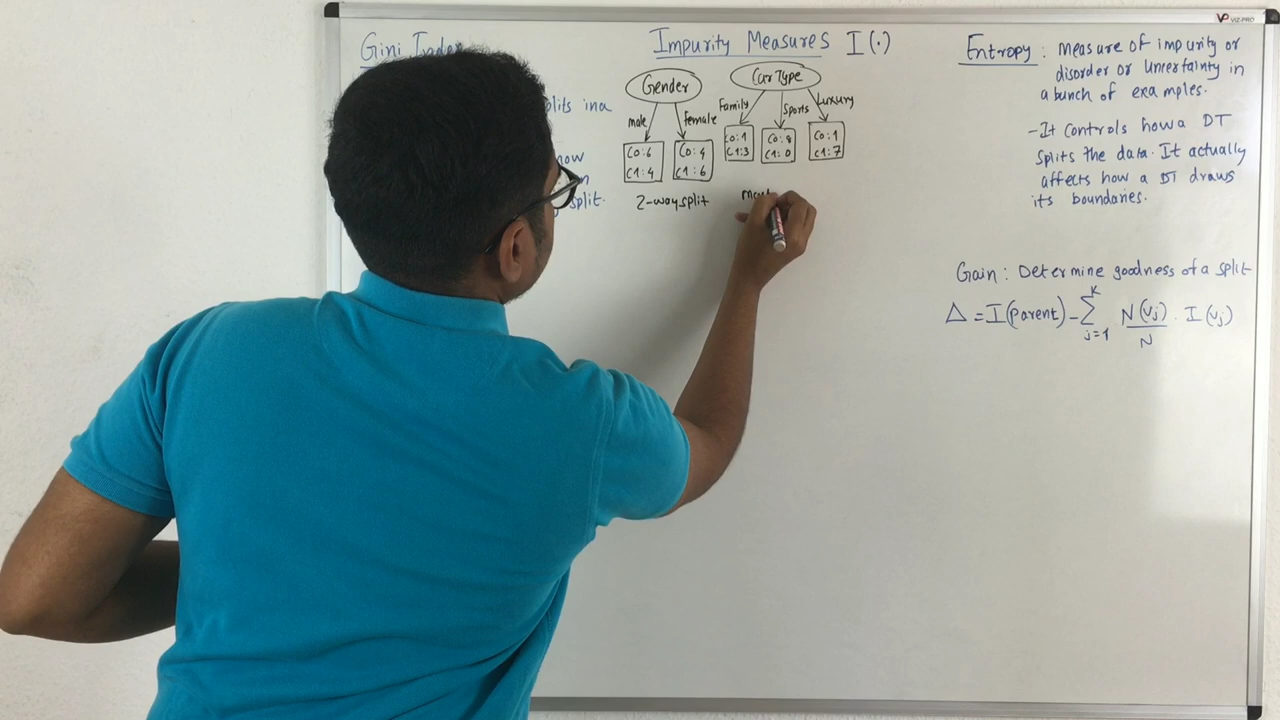 VIZ-PRO
Gini Index
Impurity Measures I(.)
splits in a
split.
Gender
male
Female
C0:6
C1:4
C0:4
C1:6
2-way split
Car Type
Family
Sports
Luxury
C0:1
C1:3
C0:8
C1:0
C0:1
C1:7
Entropy : Measure of impurity or
disorder or Uncertainty in
a bunch of examples.
- It controls how a DT
splits the data. It actually
affects how a DT draws
its boundaries.
Gain : Determine goodness of a split
Δ = I(parent) - ∑ j=1 K N(vj)/N . I(vj)